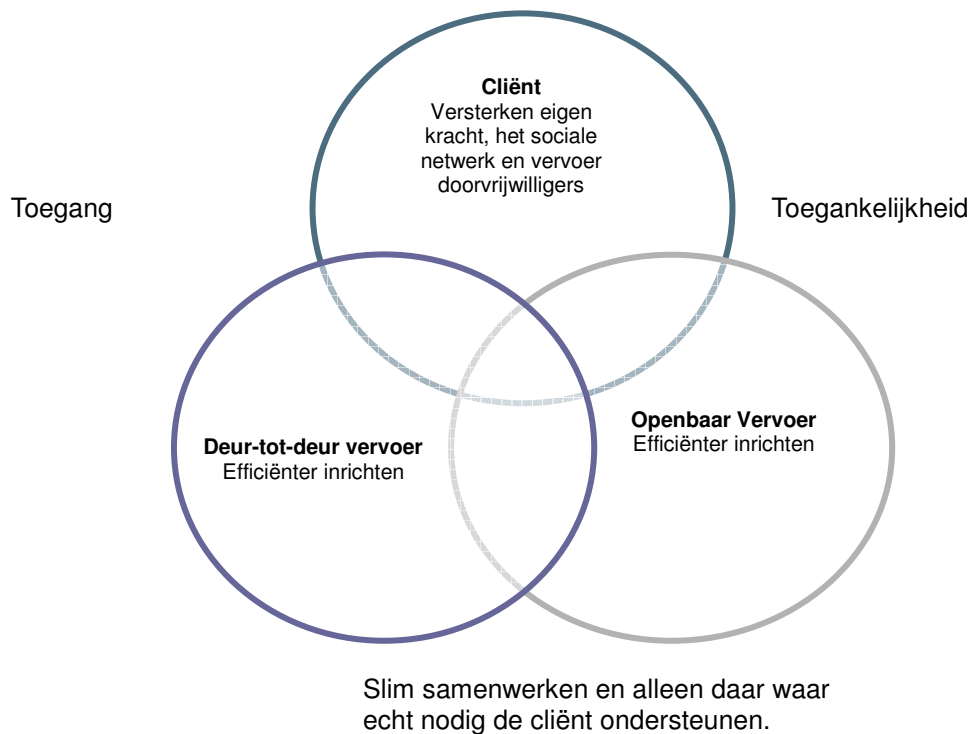 Cliënt
Versterken eigen
kracht, het sociale
netwerk en vervoer
doorvrijwilligers
Toegang
Toegankelijkheid
Deur-tot-deur vervoer
Efficiënter inrichten
Openbaar Vervoer
Efficiënter inrichten
Slim samenwerken en alleen daar waar
echt nodig de cliënt ondersteunen.